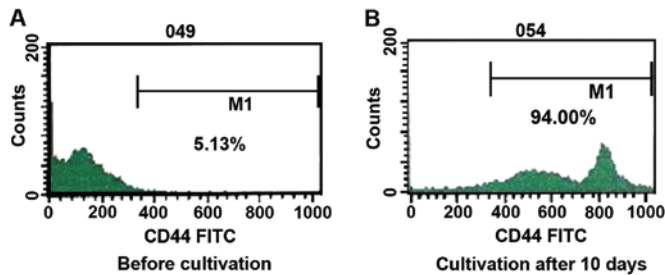 A
049
200
Counts
M1
5.13%
0
0 200 400 600 800 1000
CD44 FITC
Before cultivation
B
054
200
Counts
M1
94.00%
0
0 200 400 600 800 1000
CD44 FITC
Cultivation after 10 days